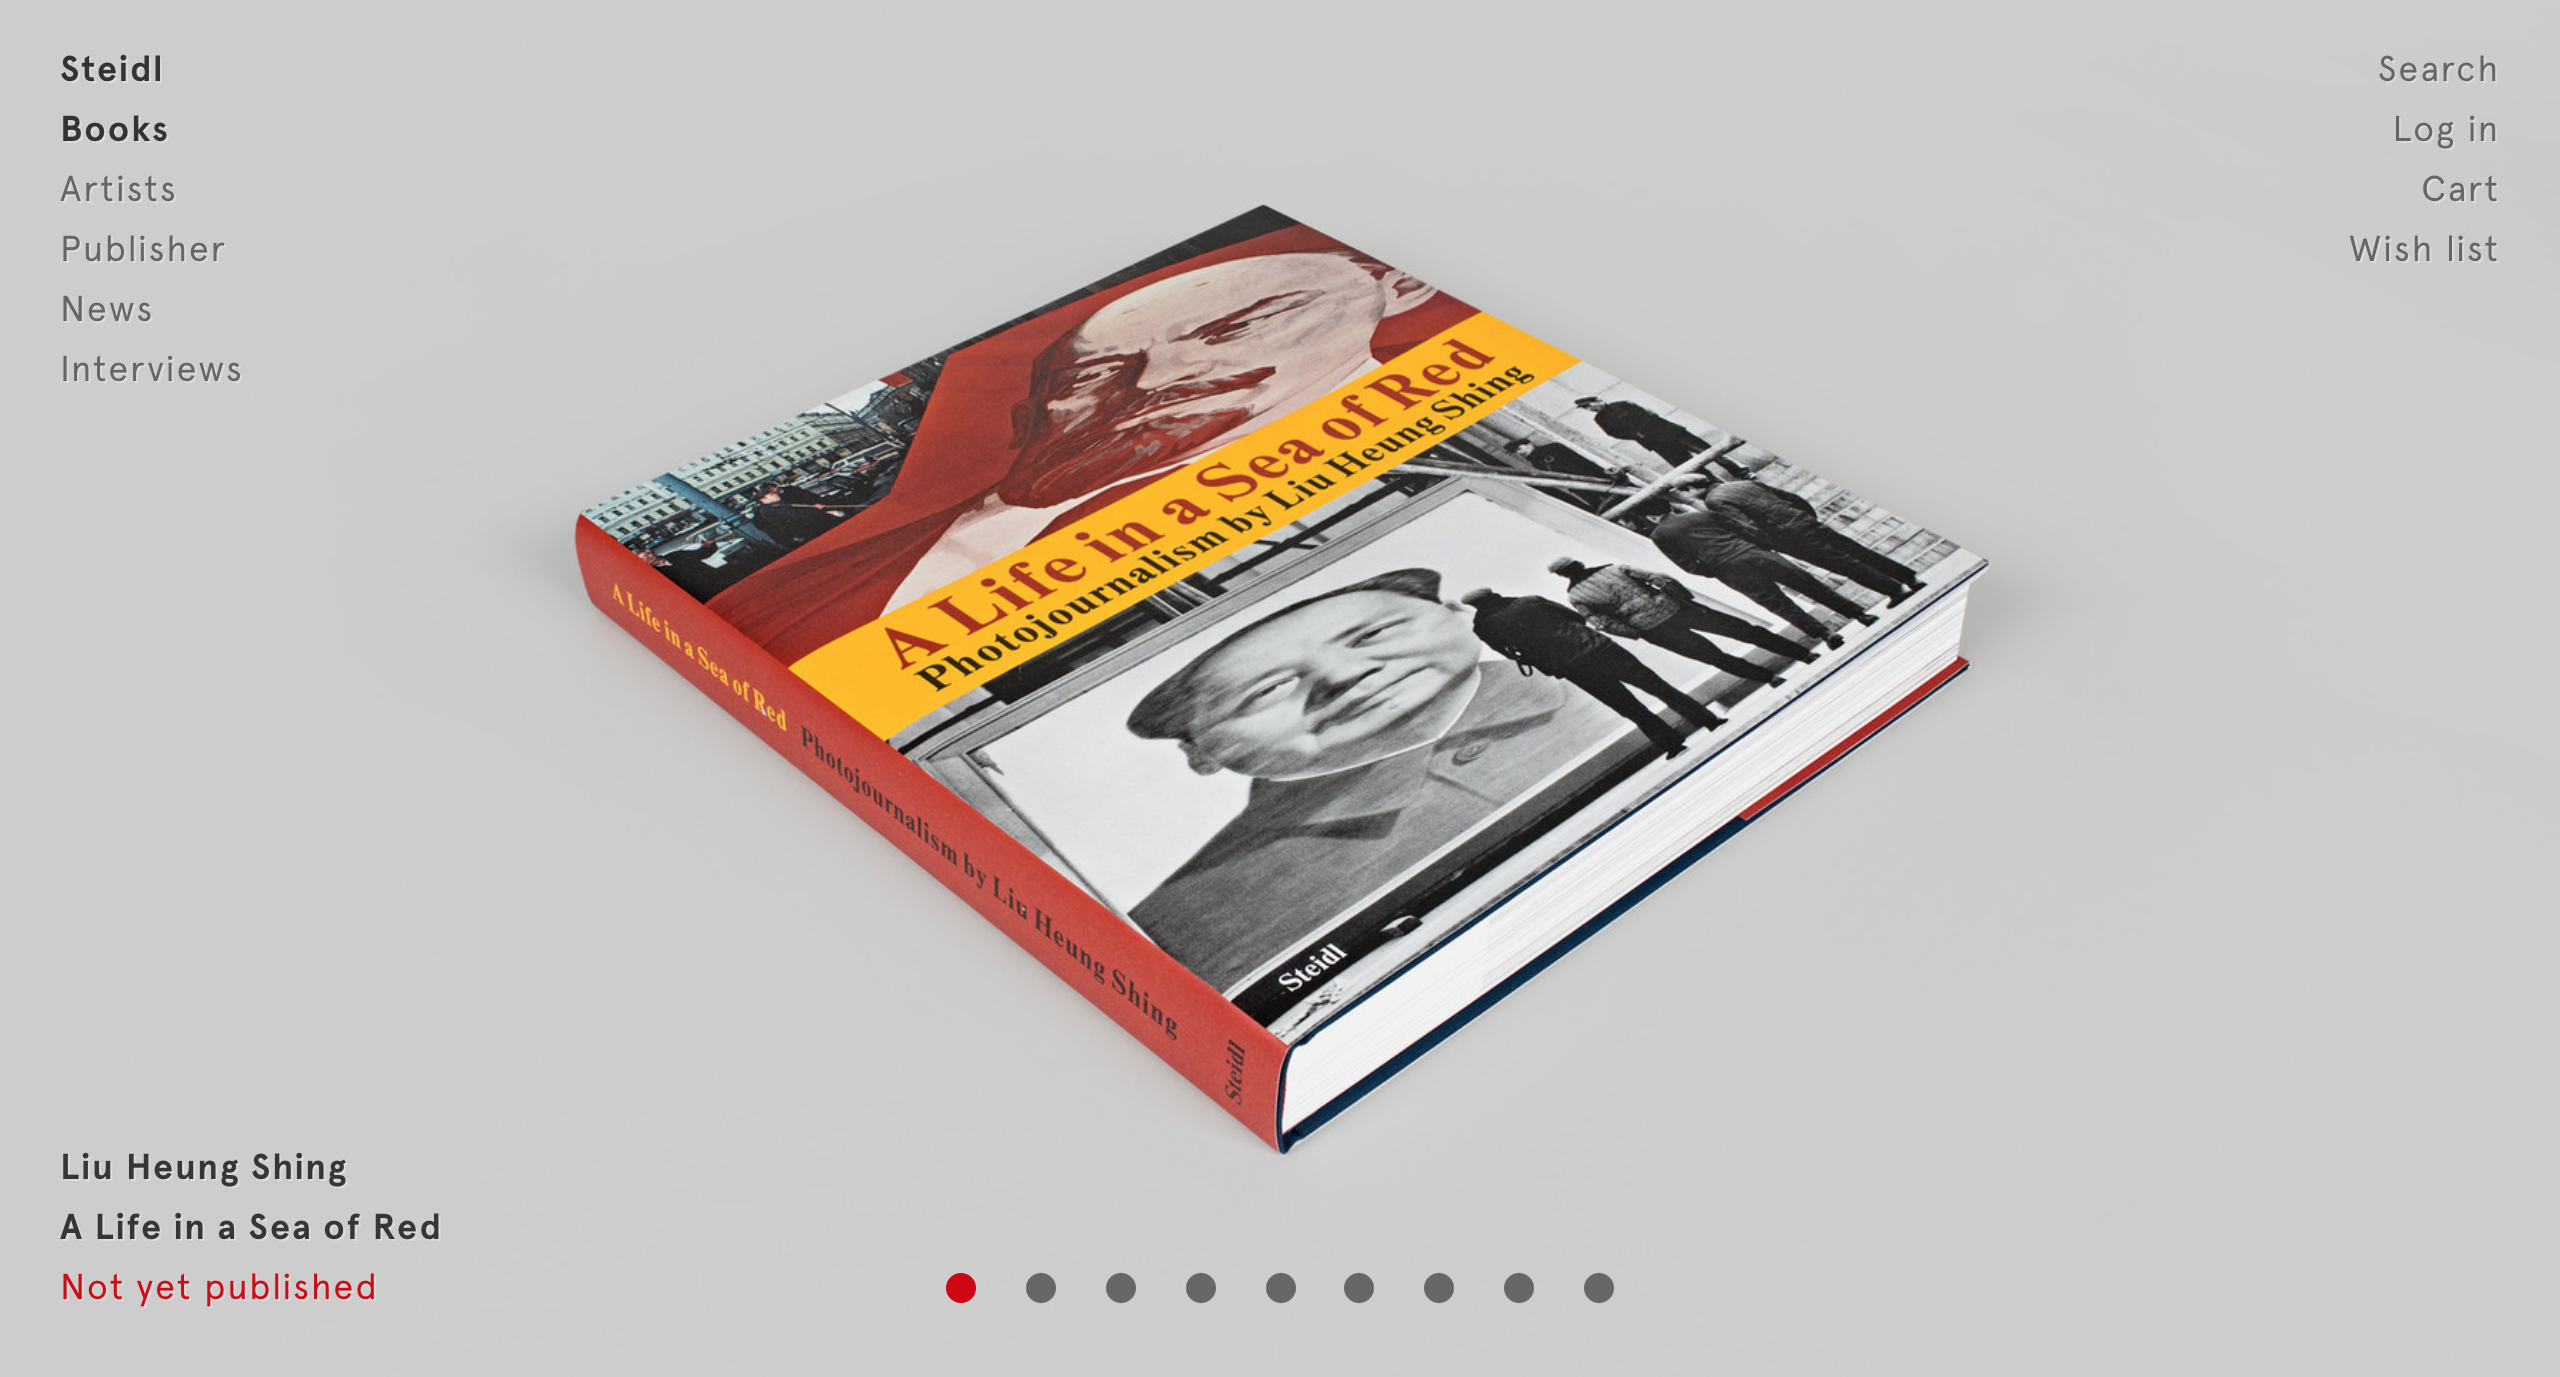 Steidl
Books
Artists
Publisher
News
Interviews
Search
Log in
Cart
Wish list
A Life in a Sea of Red
Photojournalism by Liu Heung Shing
Steidl
A Life in a Sea of Red Photojournalism by Liu Heung Shing Steidl
Liu Heung Shing
A Life in a Sea of Red
Not yet published